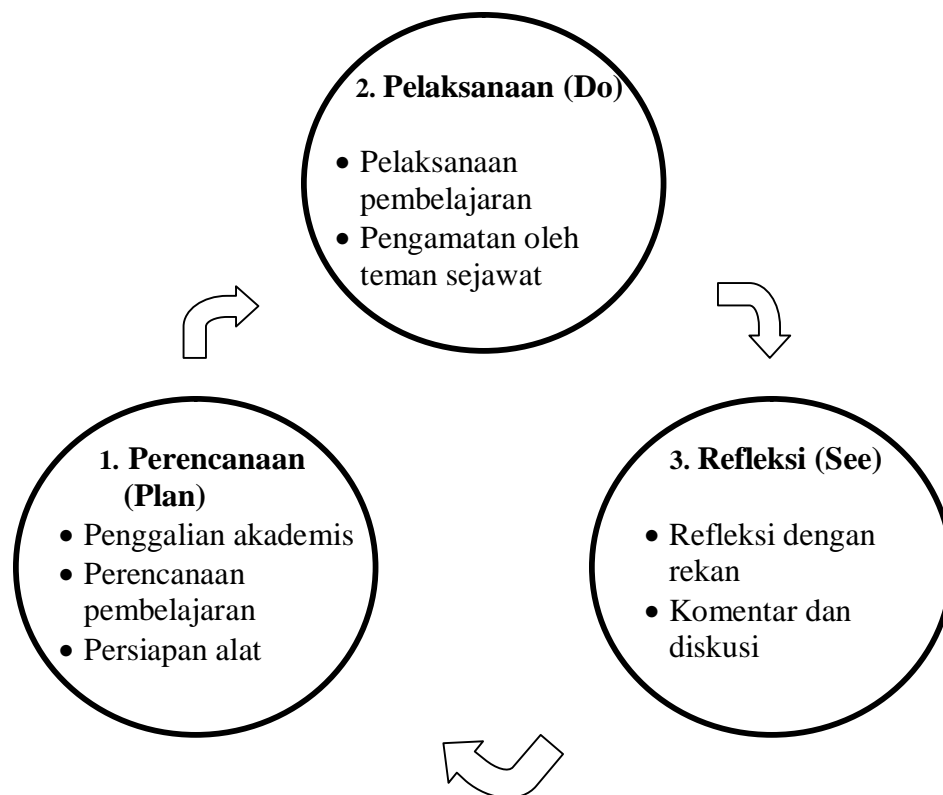 2. Pelaksanaan (Do)
• Pelaksanaan
pembelajaran
• Pengamatan oleh
teman sejawat
1. Perencanaan
(Plan)
• Penggalian akademis
• Perencanaan
pembelajaran
• Persiapan alat
3. Refleksi (See)
• Refleksi dengan
rekan
• Komentar dan
diskusi